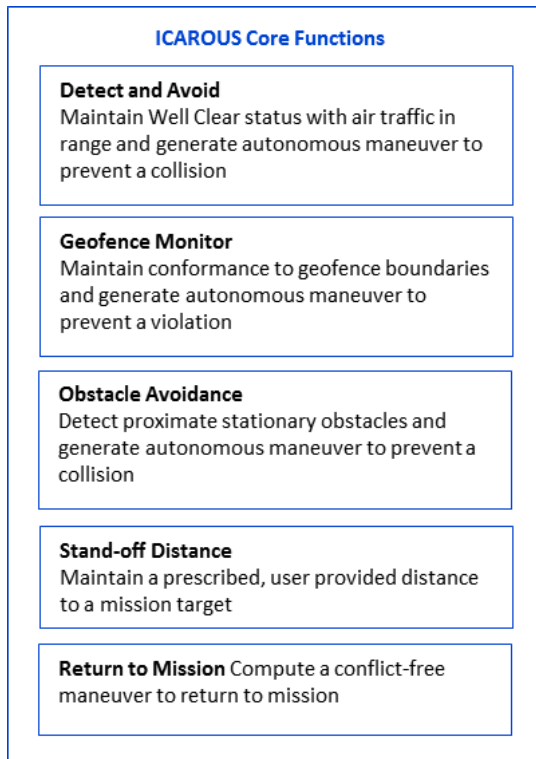 ICAROUS Core Functions
Detect and Avoid
Maintain Well Clear status with air traffic in
range and generate autonomous maneuver to
prevent a collision
Geofence Monitor
Maintain conformance to geofence boundaries
and generate autonomous maneuver to
prevent a violation
Obstacle Avoidance
Detect proximate stationary obstacles and
generate autonomous maneuver to prevent a
collision
Stand-off Distance
Maintain a prescribed, user provided distance
to a mission target
Return to Mission Compute a conflict-free
maneuver to return to mission